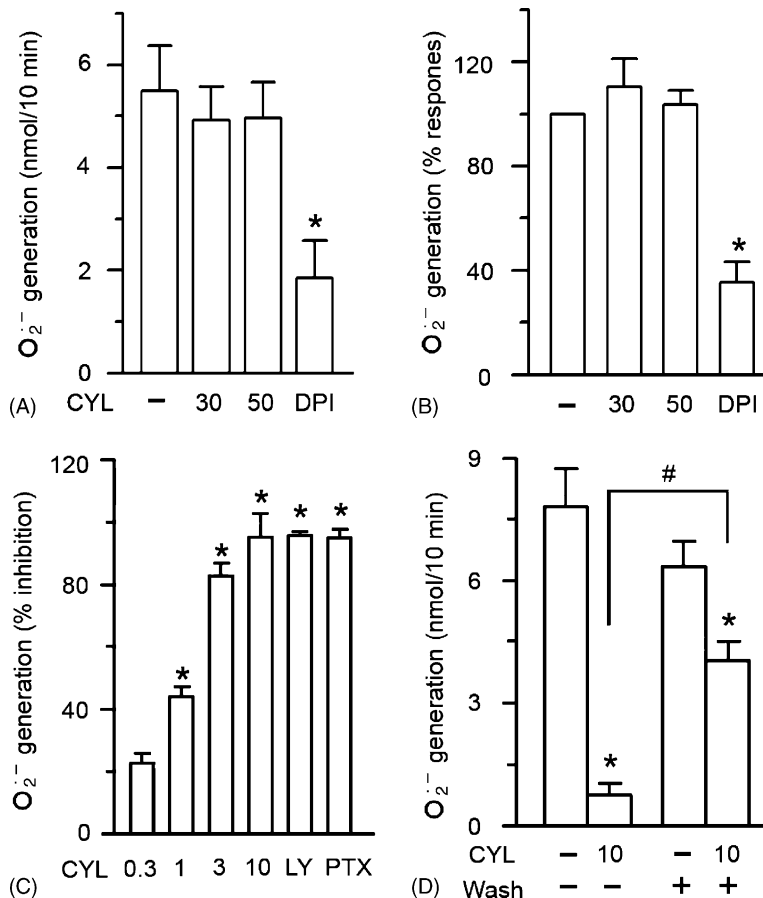 O₂·⁻ generation (nmol/10 min)
6
4
2
0
*
(A) CYL – 30 50 DPI
O₂·⁻ generation (% respones)
120
80
40
0
*
(B) – 30 50 DPI
O₂·⁻ generation (% inhibition)
120
80
40
0
* * * * *
(C) CYL 0.3 1 3 10 LY PTX
O₂·⁻ generation (nmol/10 min)
9
6
3
0
#
* *
CYL – 10 – 10
(D) Wash – – + +